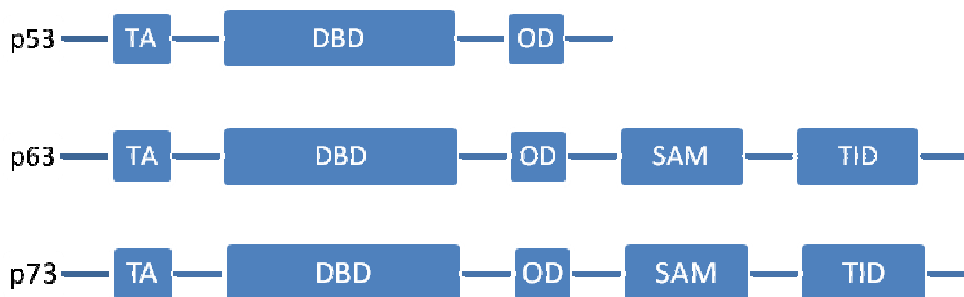 p53 TA DBD OD
p63 TA DBD OD SAM TID
p73 TA DBD OD SAM TID